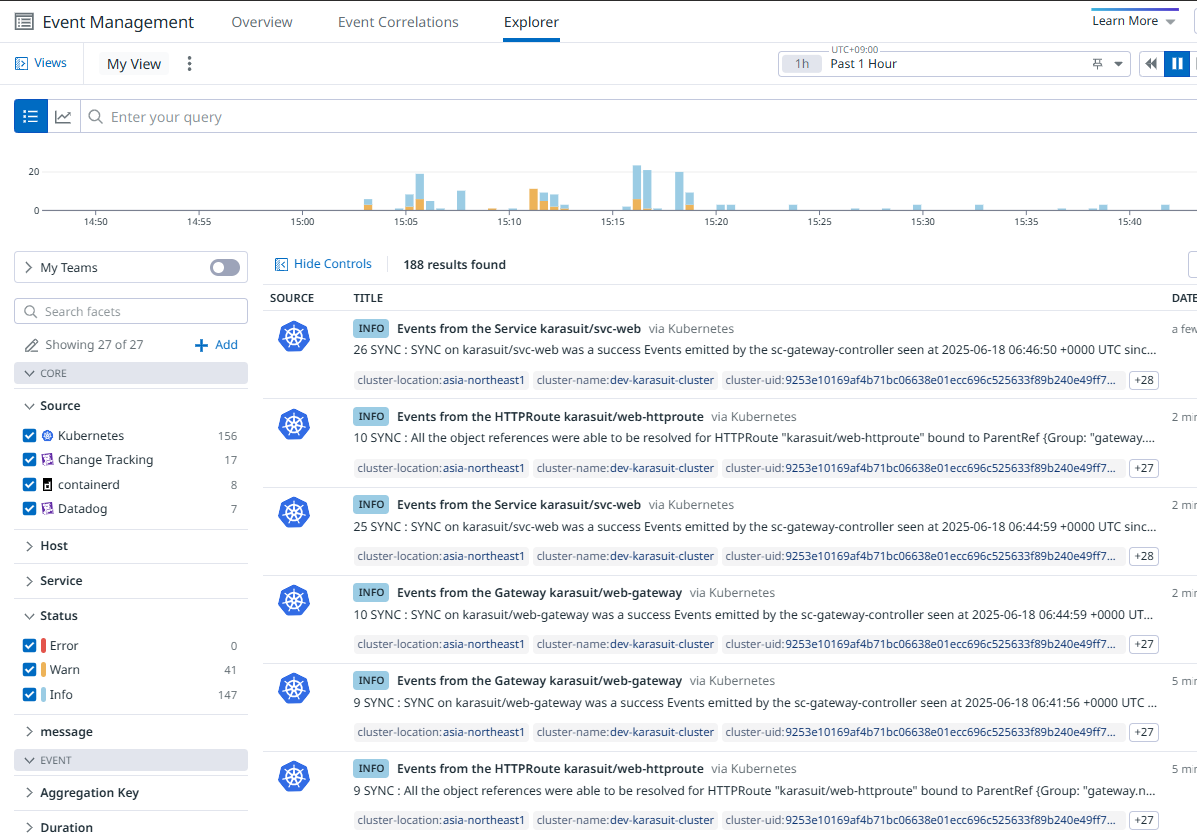 Event Management
Overview
Event Correlations
Explorer
Learn More
Views
My View
UTC+09:00
1h
Past 1 Hour
Enter your query
20
0
14:50
14:55
15:00
15:05
15:10
15:15
15:20
15:25
15:30
15:35
15:40
My Teams
Search facets
Showing 27 of 27
Add
CORE
Source
Kubernetes 156
Change Tracking 17
containerd 8
Datadog 7
Host
Service
Status
Error 0
Warn 41
Info 147
message
EVENT
Aggregation Key
Duration
Hide Controls
188 results found
SOURCE TITLE DATE
INFO Events from the Service karasuit/svc-web via Kubernetes a few
26 SYNC : SYNC on karasuit/svc-web was a success Events emitted by the sc-gateway-controller seen at 2025-06-18 06:46:50 +0000 UTC sinc...
cluster-location:asia-northeast1 cluster-name:dev-karasuit-cluster cluster-uid:9253e10169af4b71bc06638e01ecc696c525633f89b240e49ff7... +28
INFO Events from the HTTPRoute karasuit/web-httproute via Kubernetes 2 min
10 SYNC : All the object references were able to be resolved for HTTPRoute "karasuit/web-httproute" bound to ParentRef {Group: "gateway....
cluster-location:asia-northeast1 cluster-name:dev-karasuit-cluster cluster-uid:9253e10169af4b71bc06638e01ecc696c525633f89b240e49ff7... +27
INFO Events from the Service karasuit/svc-web via Kubernetes 2 min
25 SYNC : SYNC on karasuit/svc-web was a success Events emitted by the sc-gateway-controller seen at 2025-06-18 06:44:59 +0000 UTC sinc...
cluster-location:asia-northeast1 cluster-name:dev-karasuit-cluster cluster-uid:9253e10169af4b71bc06638e01ecc696c525633f89b240e49ff7... +28
INFO Events from the Gateway karasuit/web-gateway via Kubernetes 2 min
10 SYNC : SYNC on karasuit/web-gateway was a success Events emitted by the sc-gateway-controller seen at 2025-06-18 06:44:59 +0000 UT...
cluster-location:asia-northeast1 cluster-name:dev-karasuit-cluster cluster-uid:9253e10169af4b71bc06638e01ecc696c525633f89b240e49ff7... +27
INFO Events from the Gateway karasuit/web-gateway via Kubernetes 5 min
9 SYNC : SYNC on karasuit/web-gateway was a success Events emitted by the sc-gateway-controller seen at 2025-06-18 06:41:56 +0000 UTC ...
cluster-location:asia-northeast1 cluster-name:dev-karasuit-cluster cluster-uid:9253e10169af4b71bc06638e01ecc696c525633f89b240e49ff7... +27
INFO Events from the HTTPRoute karasuit/web-httproute via Kubernetes 5 min
9 SYNC : All the object references were able to be resolved for HTTPRoute "karasuit/web-httproute" bound to ParentRef {Group: "gateway.n...
cluster-location:asia-northeast1 cluster-name:dev-karasuit-cluster cluster-uid:9253e10169af4b71bc06638e01ecc696c525633f89b240e49ff7... +27